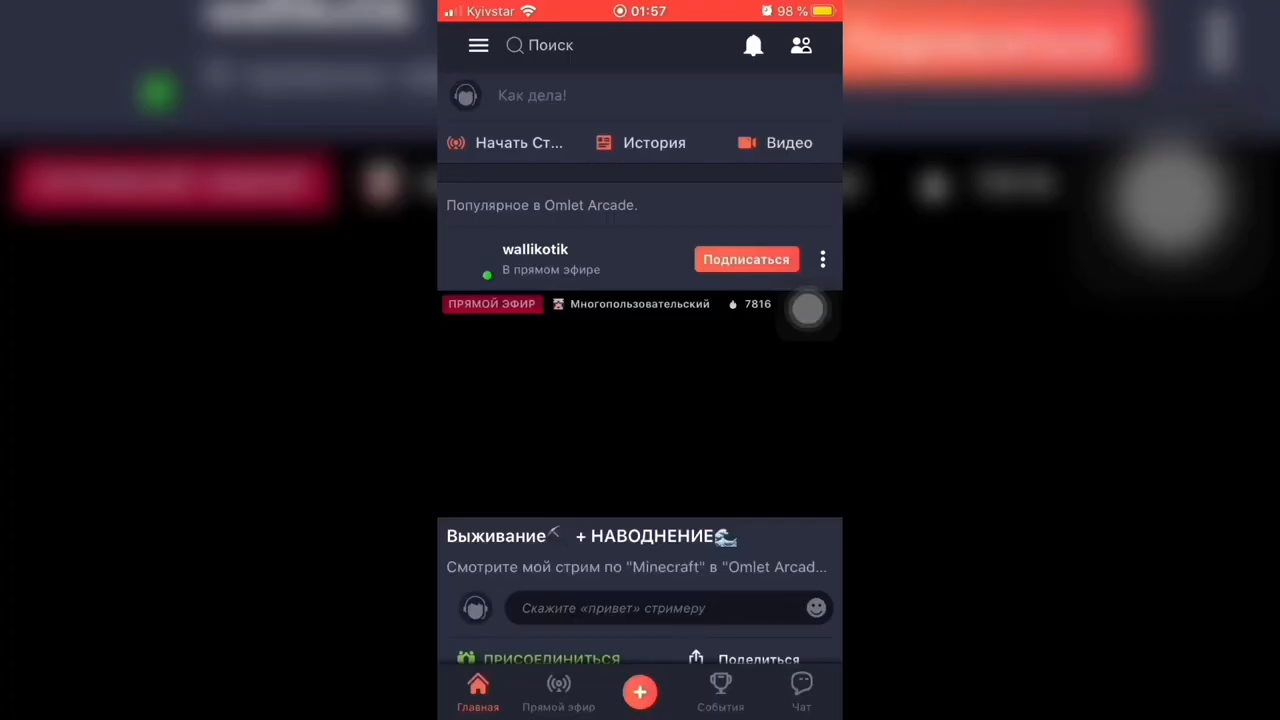 Kyivstar 01:57 98 %
Поиск
Как дела!
Начать Ст... История Видео
Популярное в Omlet Arcade.
wallikotik
В прямом эфире
Подписаться
ПРЯМОЙ ЭФИР Многопользовательский 7816
Выживание⛏ + НАВОДНЕНИЕ🌊
Смотрите мой стрим по "Minecraft" в "Omlet Arcad...
Скажите «привет» стримеру
ПРИСОЕДИНИТЬСЯ Поделиться
Главная Прямой эфир События Чат